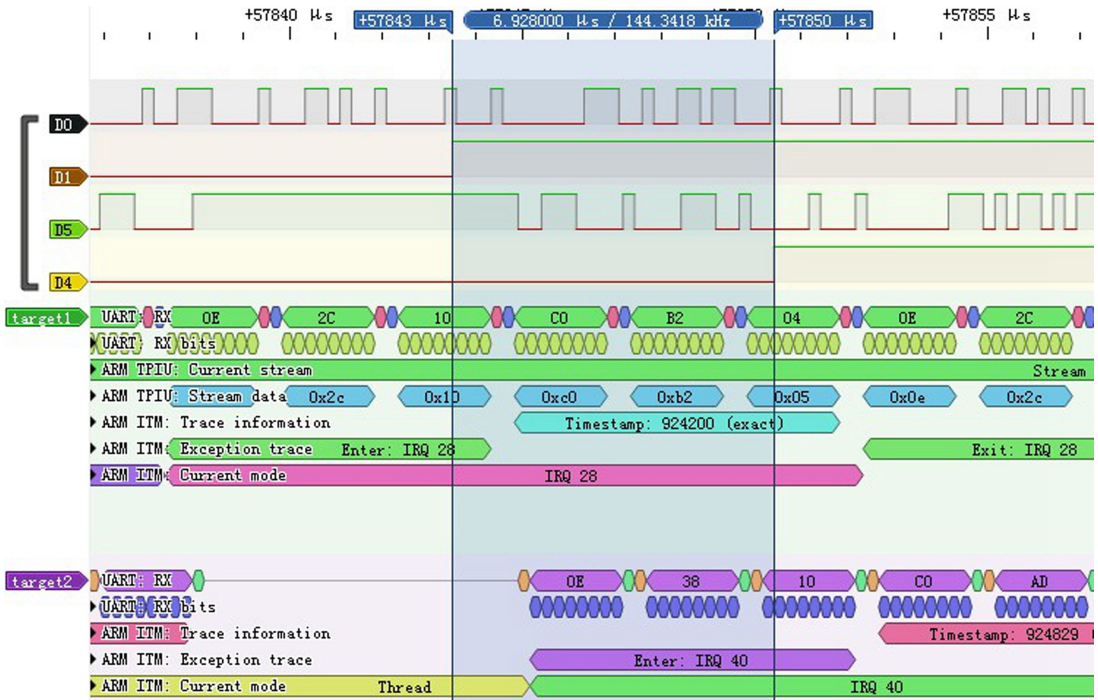 +57840 µs +57843 µs 6.928000 µs / 144.3418 kHz +57850 µs +57855 µs
D0
D1
D5
D4
target1 UART: RX 0E 2C 10 C0 B2 04 0E 2C
UART: RX bits
ARM TPIU: Current stream Stream
ARM TPIU: Stream data 0x2c 0x10 0xc0 0xb2 0x05 0x0e 0x2c
ARM ITM: Trace information Timestamp: 924200 (exact)
ARM ITM: Exception trace Enter: IRQ 28 Exit: IRQ 28
ARM ITM: Current mode IRQ 28
target2 UART: RX 0E 38 10 C0 AD
UART: RX bits
ARM ITM: Trace information Timestamp: 924829
ARM ITM: Exception trace Enter: IRQ 40
ARM ITM: Current mode Thread IRQ 40